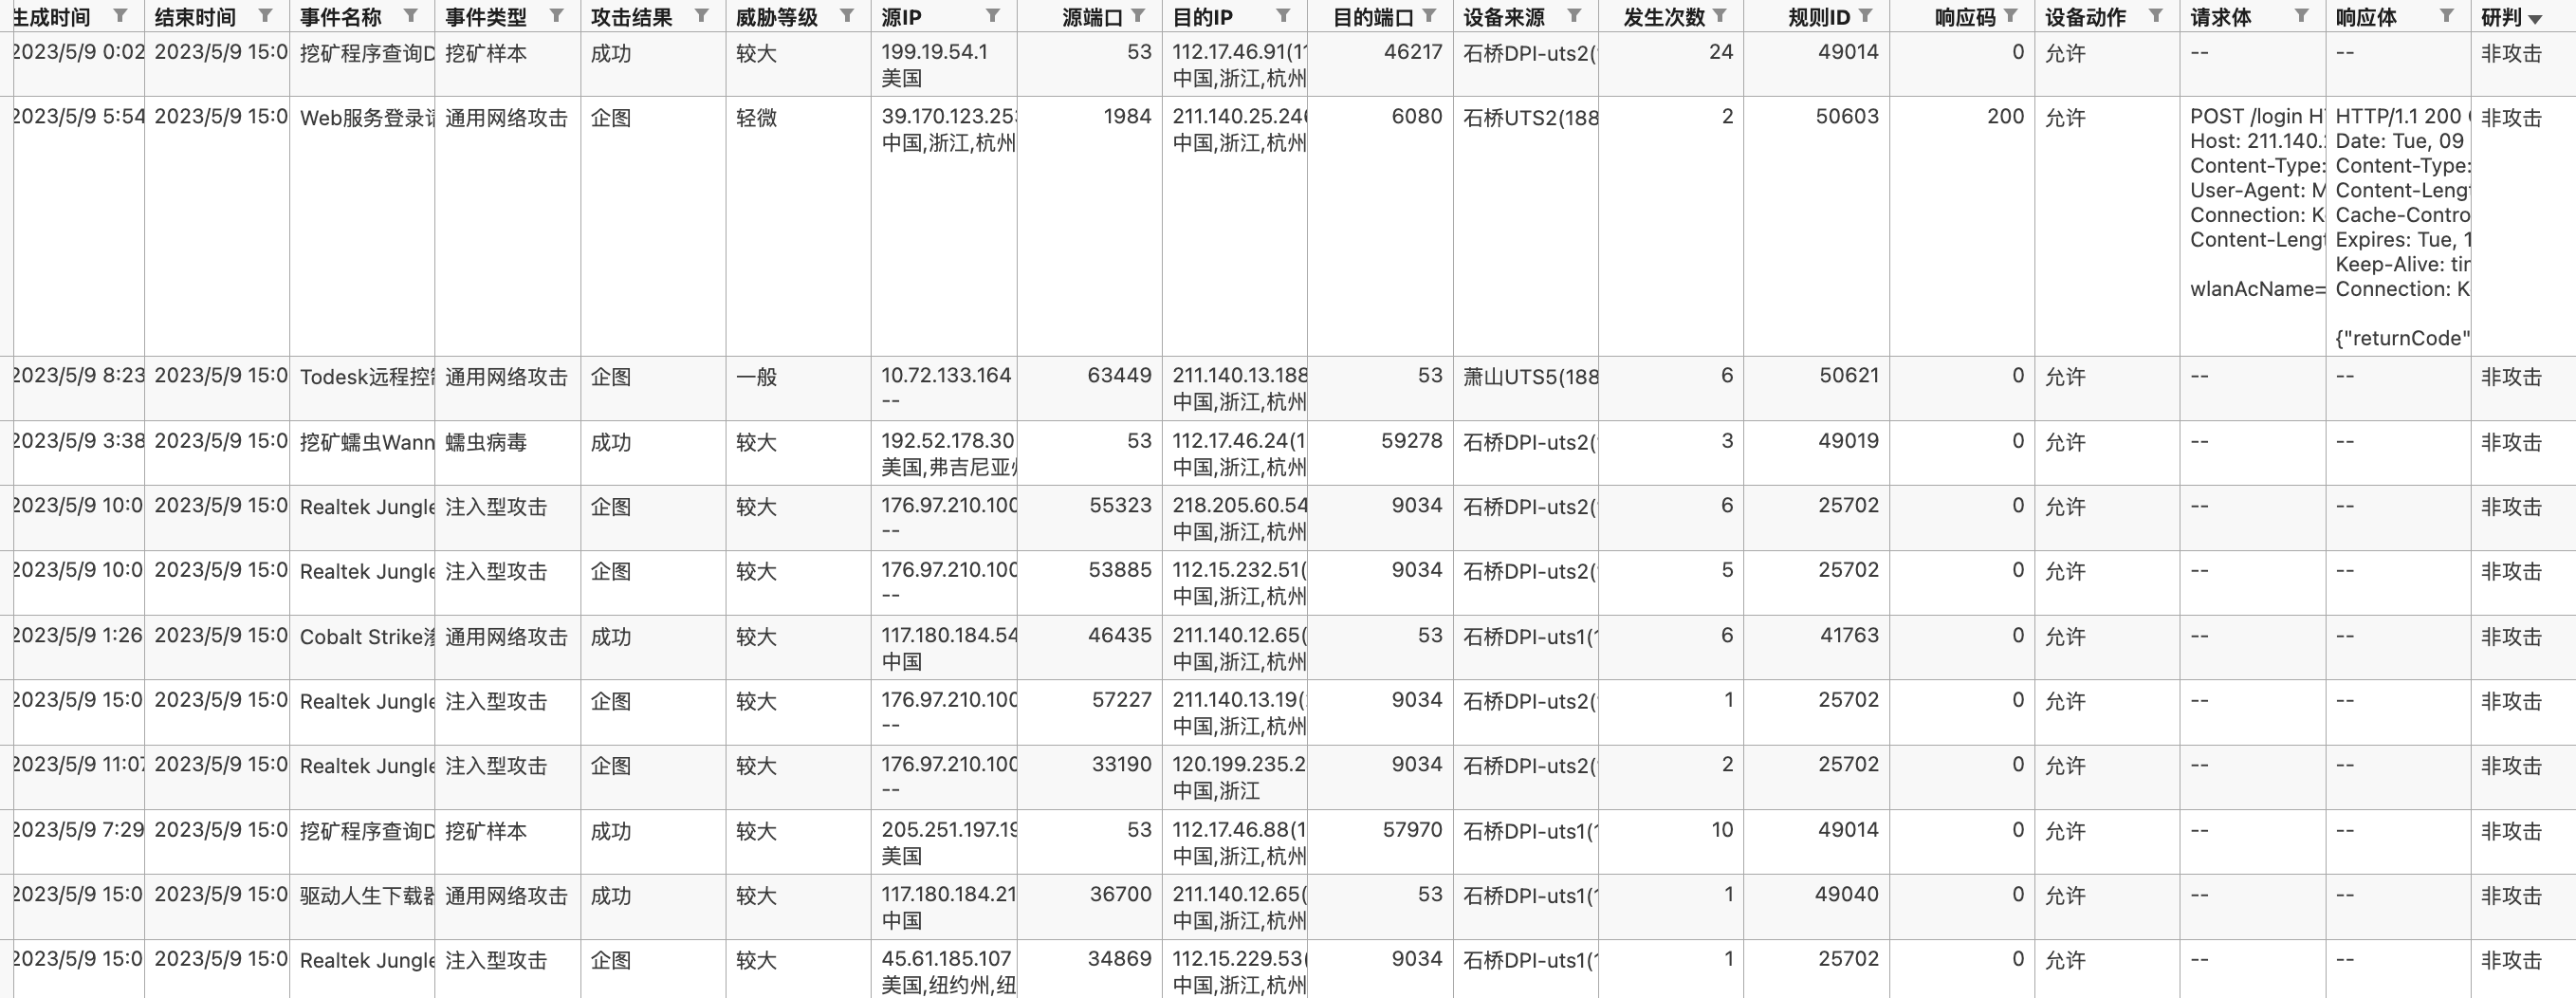 生成时间 结束时间 事件名称 事件类型 攻击结果 威胁等级 源IP 源端口 目的IP 目的端口 设备来源 发生次数 规则ID 响应码 设备动作 请求体 响应体 研判
2023/5/9 0:02 2023/5/9 15:0 挖矿程序查询D 挖矿样本 成功 较大 199.19.54.1 53 112.17.46.91(1 46217 石桥DPI-uts2( 24 49014 0 允许 -- -- 非攻击
美国 中国,浙江,杭州
2023/5/9 5:54 2023/5/9 15:0 Web服务登录 通用网络攻击 企图 轻微 39.170.123.25 1984 211.140.25.24 6080 石桥UTS2(188 2 50603 200 允许 POST /login H HTTP/1.1 200 非攻击
中国,浙江,杭州 中国,浙江,杭州 Host: 211.140. Date: Tue, 09
Content-Type: Content-Type:
User-Agent: M Content-Leng
Connection: K Cache-Contro
Content-Lengt Expires: Tue, 1
Keep-Alive: tir
wlanAcName= Connection: K
{"returnCode"
2023/5/9 8:23 2023/5/9 15:0 Todesk远程控 通用网络攻击 企图 一般 10.72.133.164 63449 211.140.13.188 53 萧山UTS5(188 6 50621 0 允许 -- -- 非攻击
-- 中国,浙江,杭州
2023/5/9 3:38 2023/5/9 15:0 挖矿蠕虫Wann 蠕虫病毒 成功 较大 192.52.178.30 53 112.17.46.24(1 59278 石桥DPI-uts2( 3 49019 0 允许 -- -- 非攻击
美国,弗吉尼亚 中国,浙江,杭州
2023/5/9 10:0 2023/5/9 15:0 Realtek Jungle 注入型攻击 企图 较大 176.97.210.100 55323 218.205.60.54 9034 石桥DPI-uts2( 6 25702 0 允许 -- -- 非攻击
-- 中国,浙江,杭州
2023/5/9 10:0 2023/5/9 15:0 Realtek Jungle 注入型攻击 企图 较大 176.97.210.100 53885 112.15.232.51( 9034 石桥DPI-uts2( 5 25702 0 允许 -- -- 非攻击
-- 中国,浙江,杭州
2023/5/9 1:26 2023/5/9 15:0 Cobalt Strike渗 通用网络攻击 成功 较大 117.180.184.54 46435 211.140.12.65( 53 石桥DPI-uts1( 6 41763 0 允许 -- -- 非攻击
中国 中国,浙江,杭州
2023/5/9 15:0 2023/5/9 15:0 Realtek Jungle 注入型攻击 企图 较大 176.97.210.100 57227 211.140.13.19( 9034 石桥DPI-uts2( 1 25702 0 允许 -- -- 非攻击
-- 中国,浙江,杭州
2023/5/9 11:07 2023/5/9 15:0 Realtek Jungle 注入型攻击 企图 较大 176.97.210.100 33190 120.199.235.2 9034 石桥DPI-uts2( 2 25702 0 允许 -- -- 非攻击
-- 中国,浙江
2023/5/9 7:29 2023/5/9 15:0 挖矿程序查询D 挖矿样本 成功 较大 205.251.197.19 53 112.17.46.88(1 57970 石桥DPI-uts1( 10 49014 0 允许 -- -- 非攻击
美国 中国,浙江,杭州
2023/5/9 15:0 2023/5/9 15:0 驱动人生下载器 通用网络攻击 成功 较大 117.180.184.21 36700 211.140.12.65( 53 石桥DPI-uts1( 1 49040 0 允许 -- -- 非攻击
中国 中国,浙江,杭州
2023/5/9 15:0 2023/5/9 15:0 Realtek Jungle 注入型攻击 企图 较大 45.61.185.107 34869 112.15.229.53( 9034 石桥DPI-uts1( 1 25702 0 允许 -- -- 非攻击
美国,纽约州,纽 中国,浙江,杭州